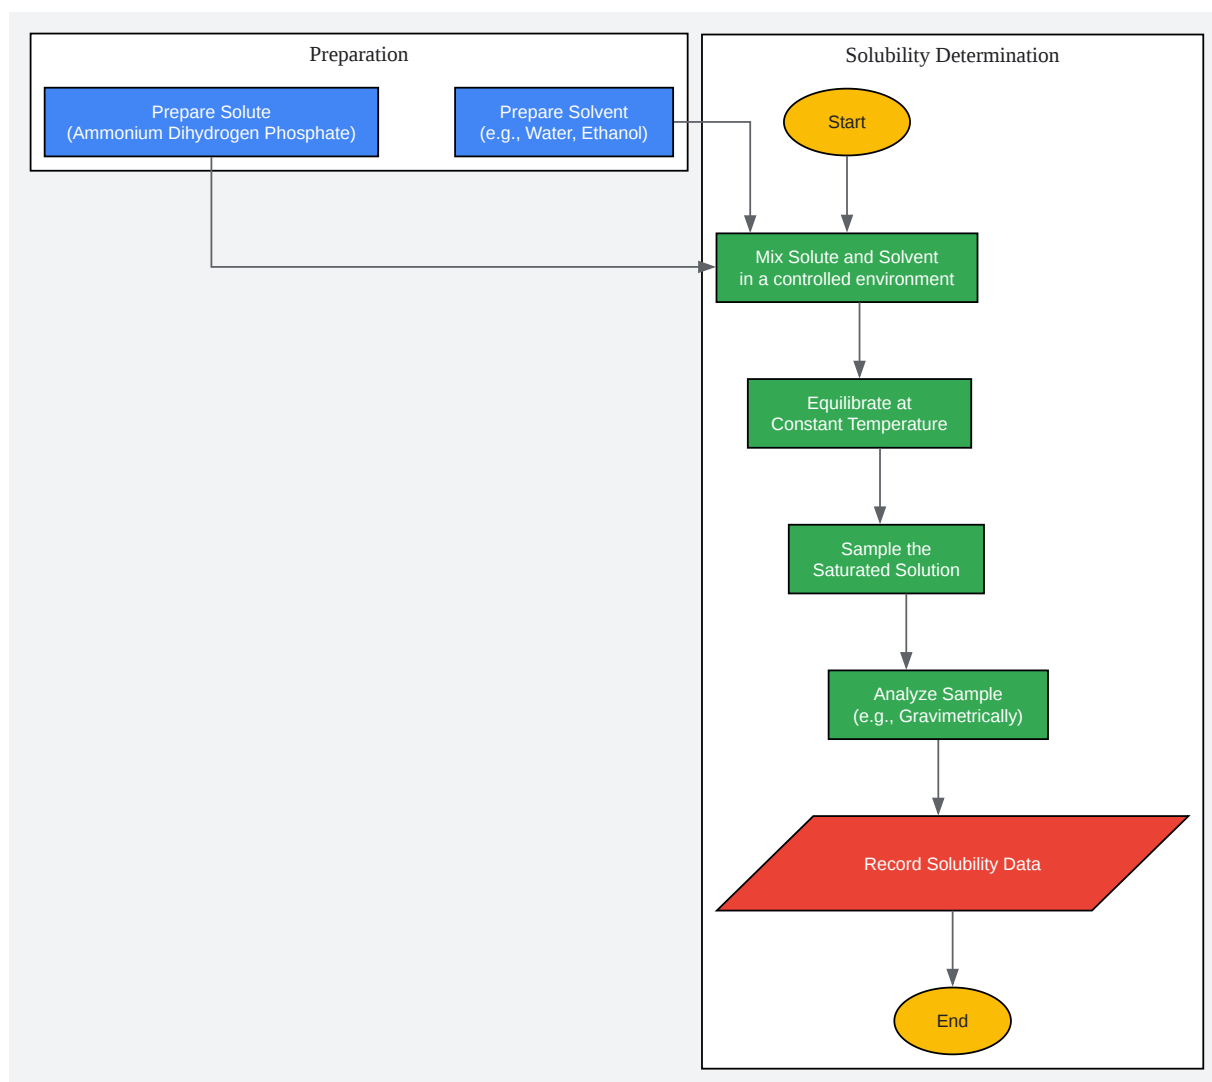 Preparation
Prepare Solute
(Ammonium Dihydrogen Phosphate)
Prepare Solvent
(e.g., Water, Ethanol)
Solubility Determination
Start
Mix Solute and Solvent
in a controlled environment
Equilibrate at
Constant Temperature
Sample the
Saturated Solution
Analyze Sample
(e.g., Gravimetrically)
Record Solubility Data
End